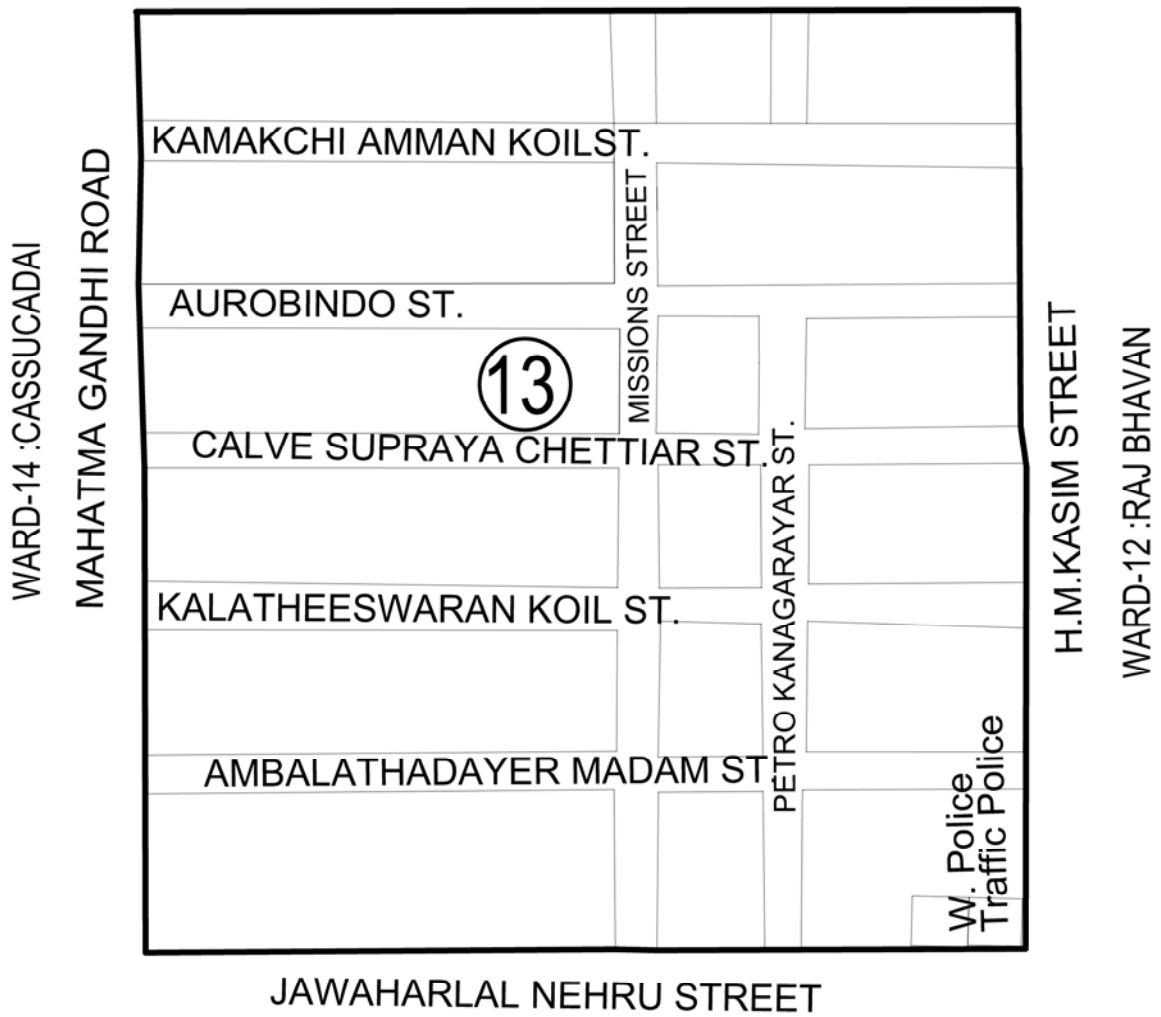 KAMAKCHI AMMAN KOILST.
WARD-14 :CASSUCADAI
MAHATMA GANDHI ROAD
MISSIONS STREET
AUROBINDO ST.
13
CALVE SUPRAYA CHETTIAR ST.
H.M.KASIM STREET
WARD-12 :RAJ BHAVAN
PETRO KANAGARAYAR ST.
KALATHEESWARAN KOIL ST.
AMBALATHADAYER MADAM ST.
W. Police
Traffic Police
JAWAHARLAL NEHRU STREET